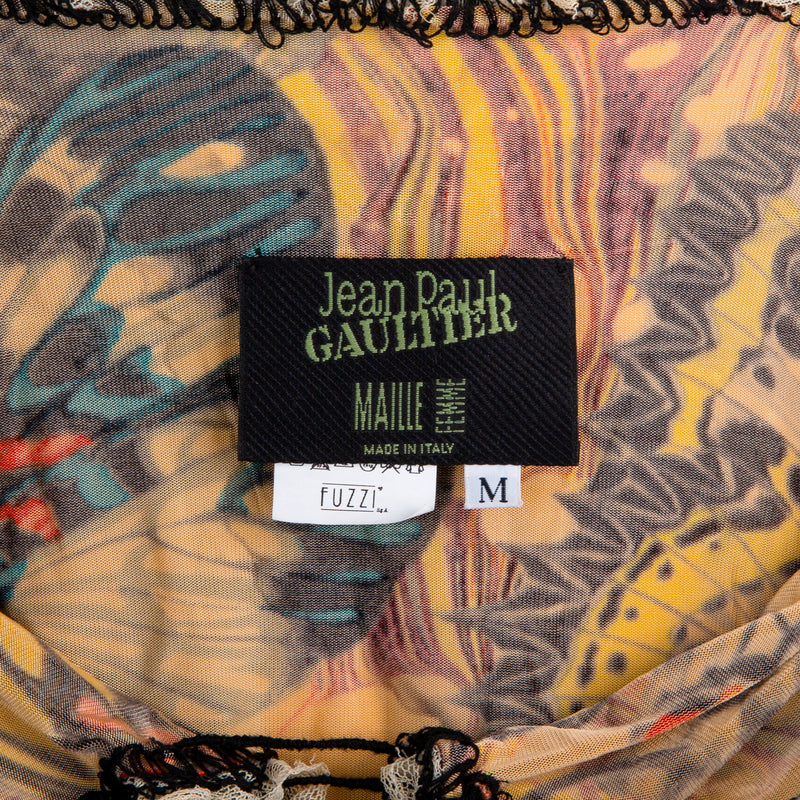 Jean Paul
GAULTIER
MAILLE FEMME
MADE IN ITALY
FUZZI
M